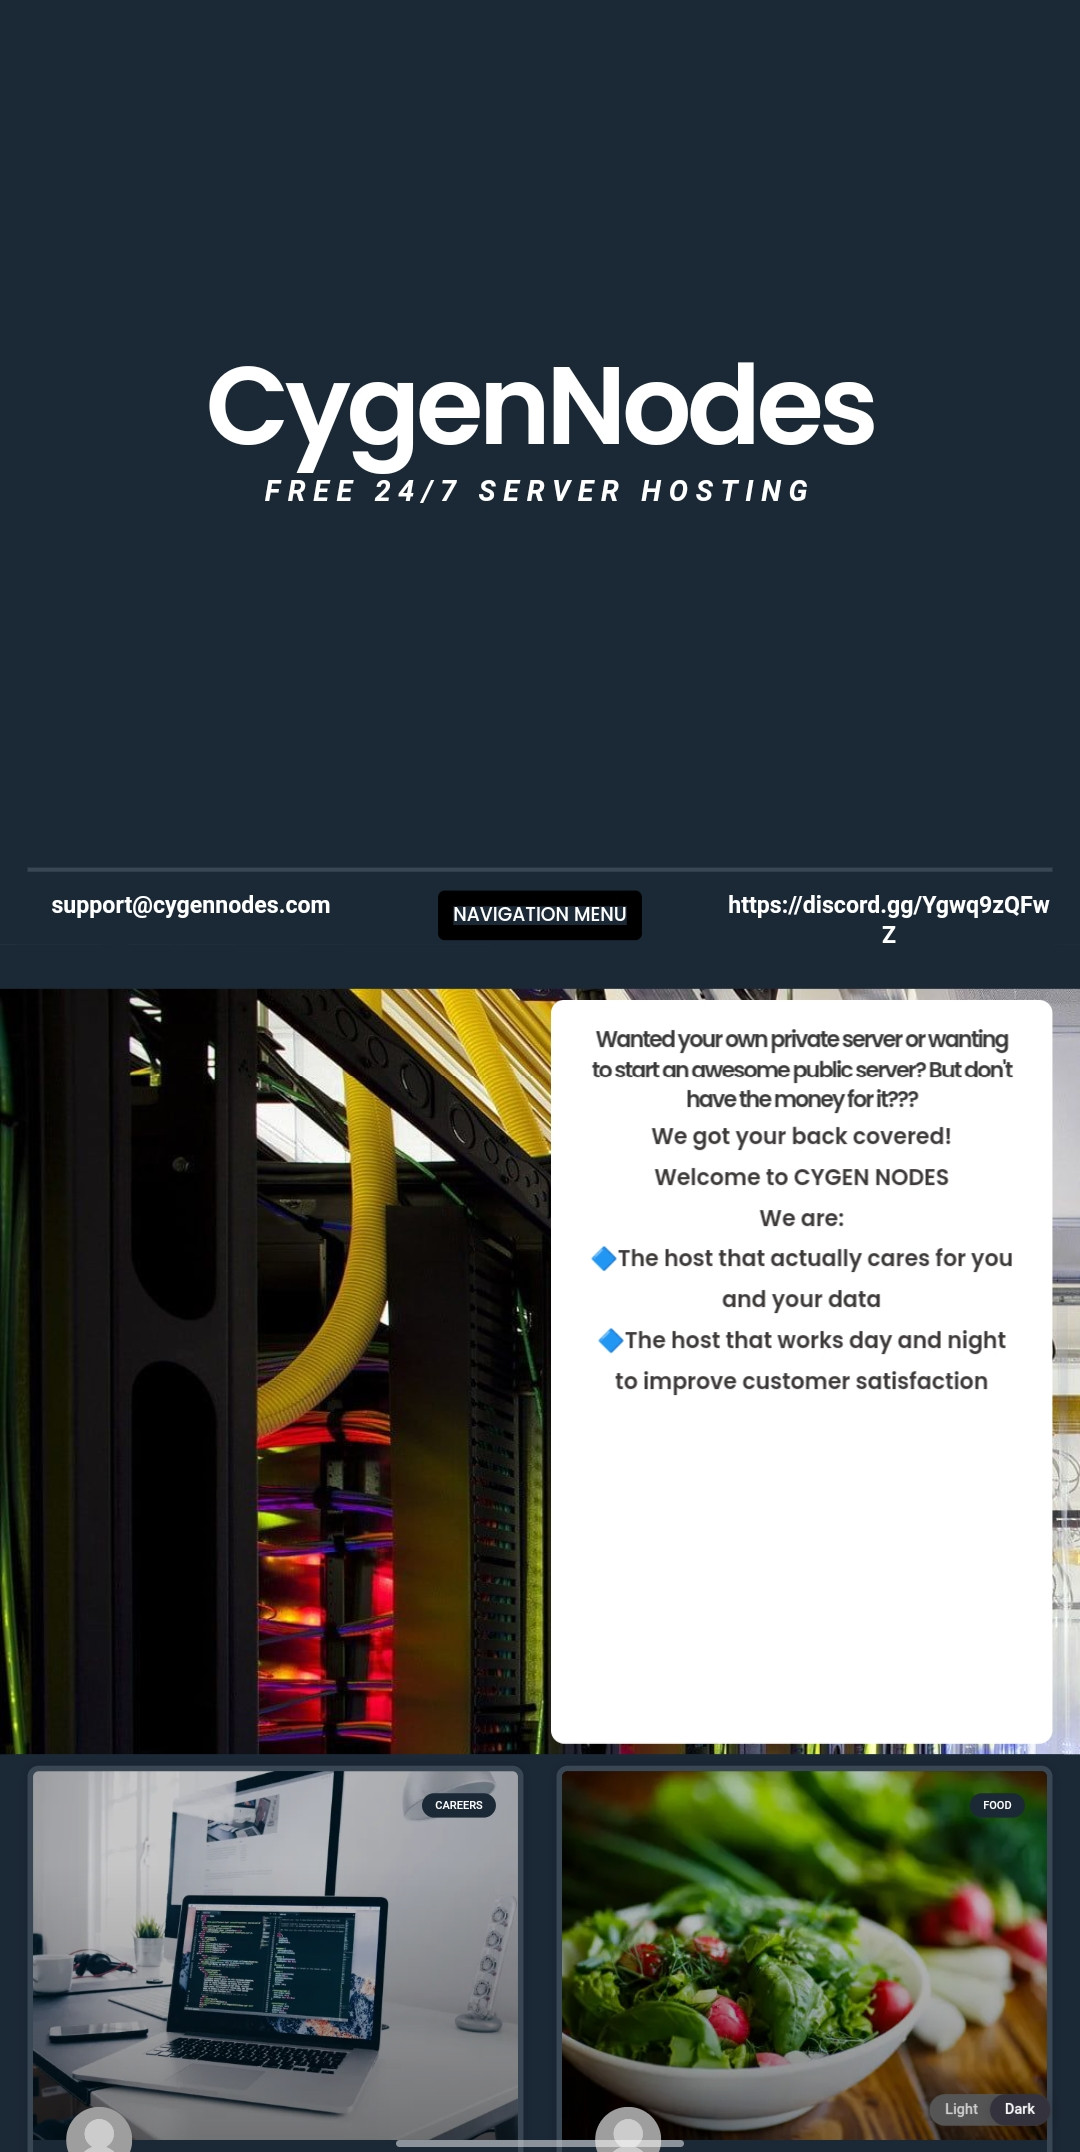 CygenNodes
FREE 24/7 SERVER HOSTING
support@cygennodes.com
NAVIGATION MENU
https://discord.gg/Ygwq9zQFw
Z
Wanted your own private server or wanting
to start an awesome public server? But don't
have the money for it???
We got your back covered!
Welcome to CYGEN NODES
We are:
🔷The host that actually cares for you
and your data
🔷The host that works day and night
to improve customer satisfaction
CAREERS
FOOD
Light
Dark